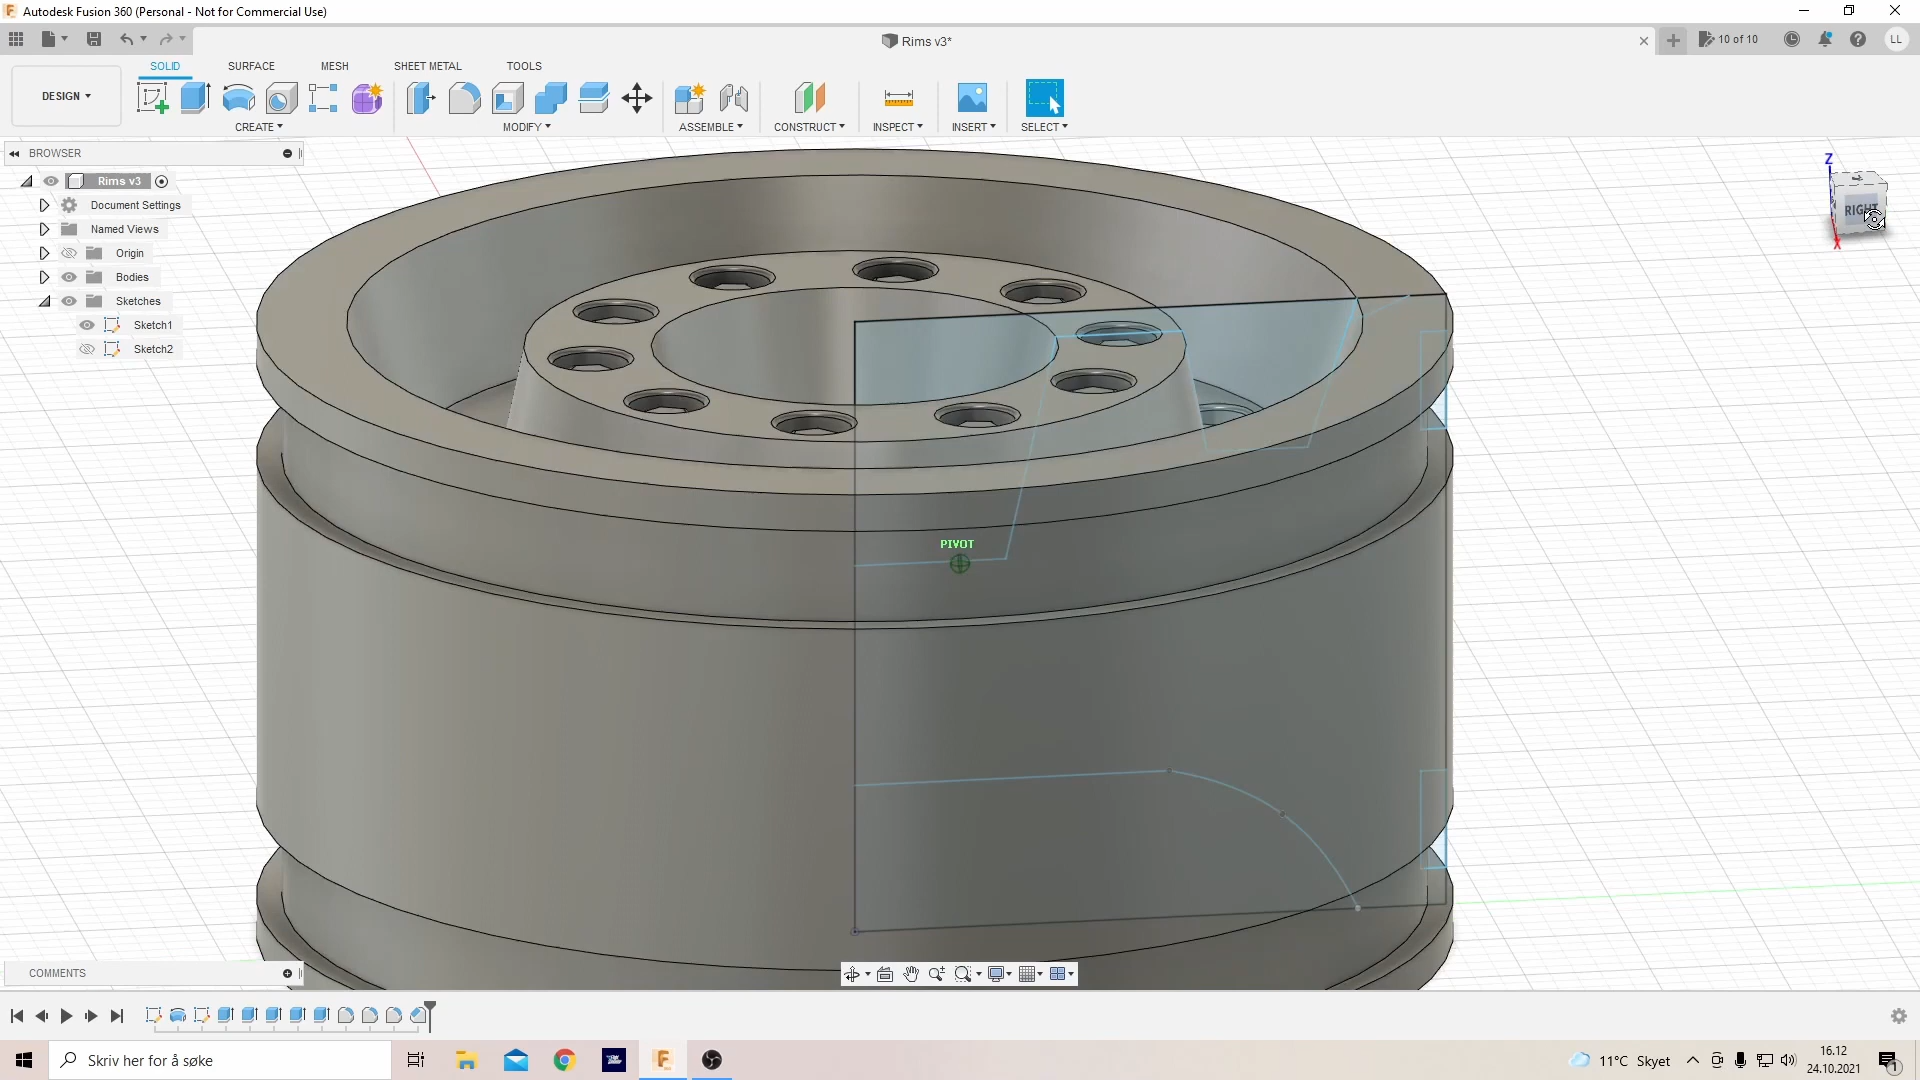 Autodesk Fusion 360 (Personal - Not for Commercial Use)
Rims v3*
10 of 10
LL
SOLID
SURFACE
MESH
SHEET METAL
TOOLS
DESIGN
CREATE
MODIFY
ASSEMBLE
CONSTRUCT
INSPECT
INSERT
SELECT
BROWSER
Rims v3
Document Settings
Named Views
Origin
Bodies
Sketches
Sketch1
Sketch2
Z
RIGHT
X
PIVOT
COMMENTS
Skriv her for å søke
11°C Skyet
16.12
24.10.2021
1